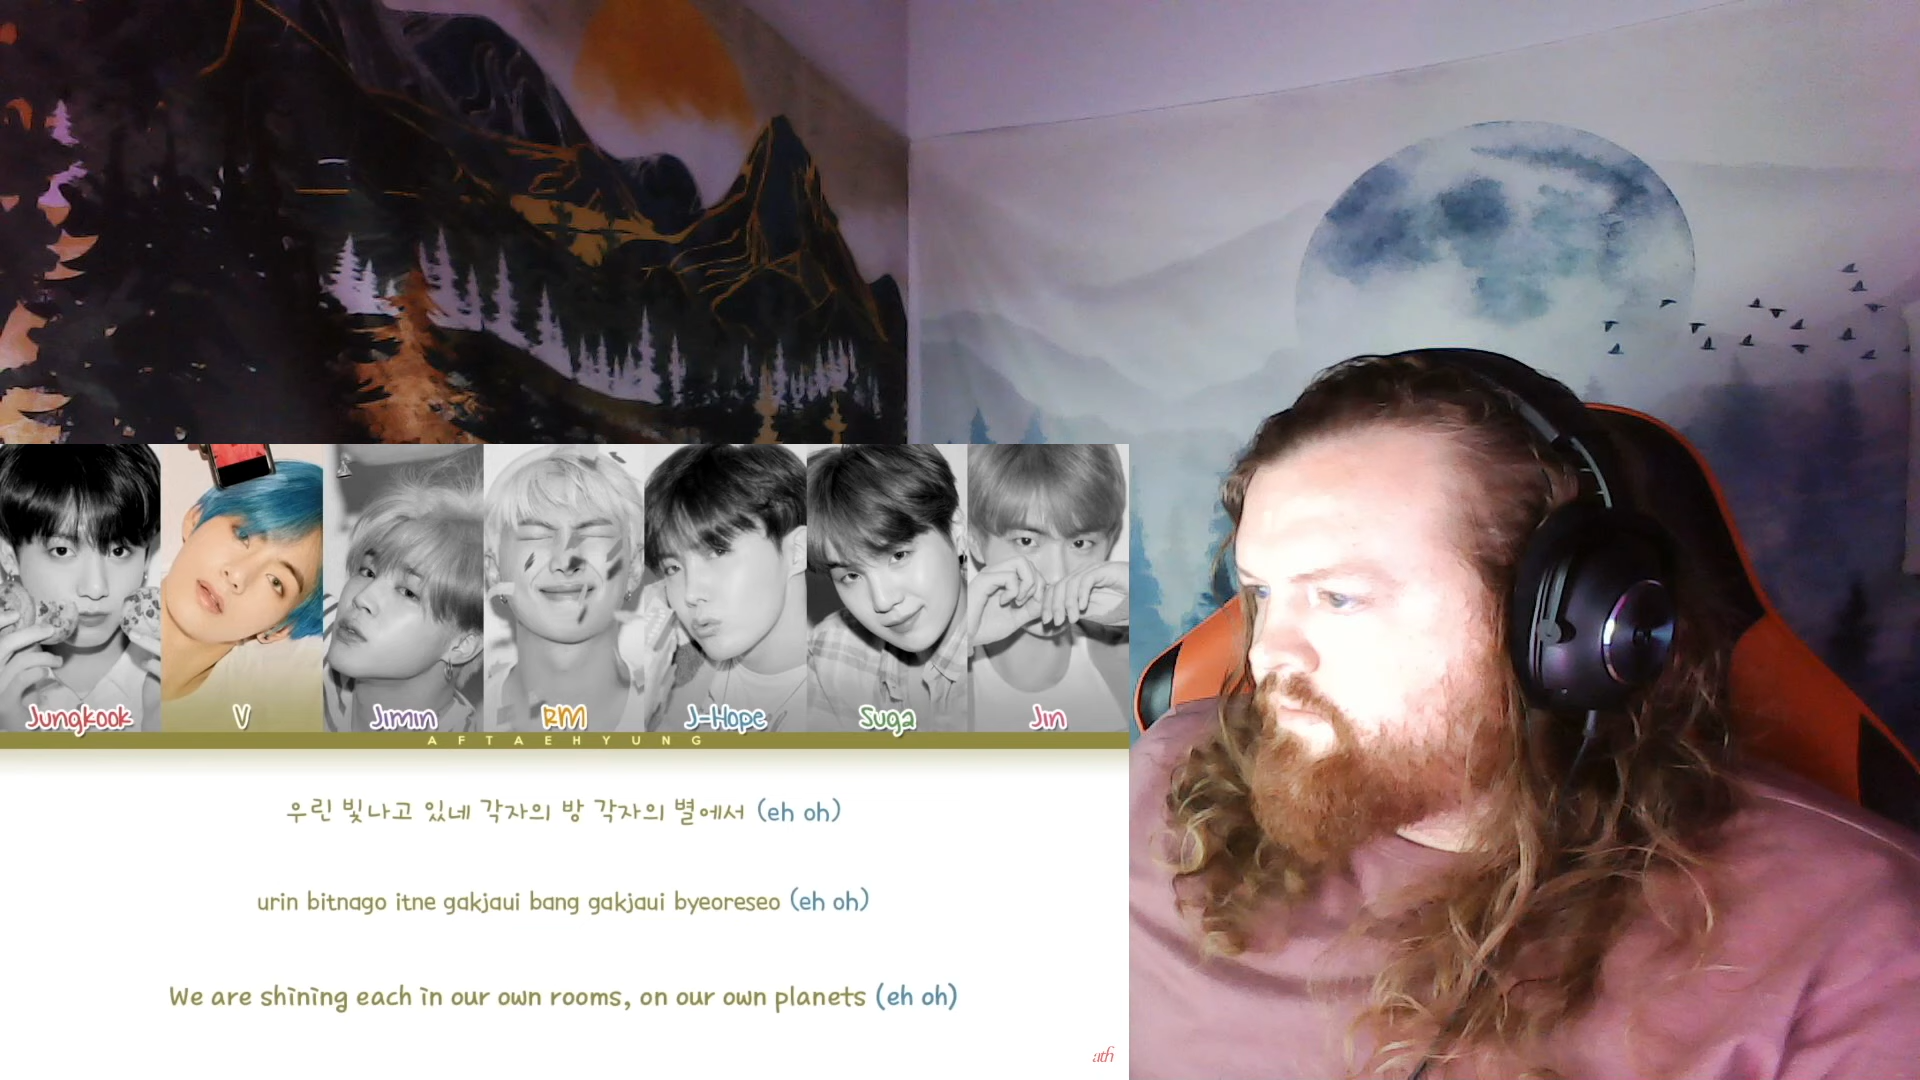 Jungkook V Jimin RM J-Hope Suga Jin
AFTAEHYUNG
우린 빛나고 있네 각자의 방 각자의 별에서 (eh oh)
urin bitnago itne gakjaui bang gakjaui byeoreseo (eh oh)
We are shining each in our own rooms, on our own planets (eh oh)
ath